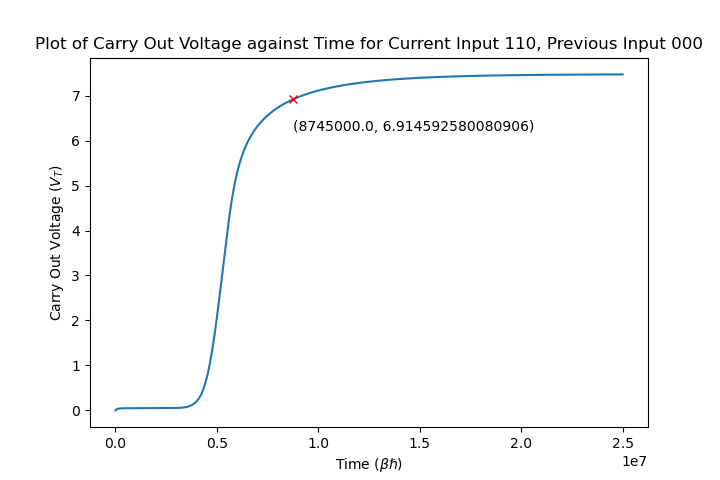 Plot of Carry Out Voltage against Time for Current Input 110, Previous Input 000
7
(8745000.0, 6.914592580080906)
6
5
4
3
2
1
0
Carry Out Voltage (V_T)
0.0 0.5 1.0 1.5 2.0 2.5
1e7
Time (βℏ)